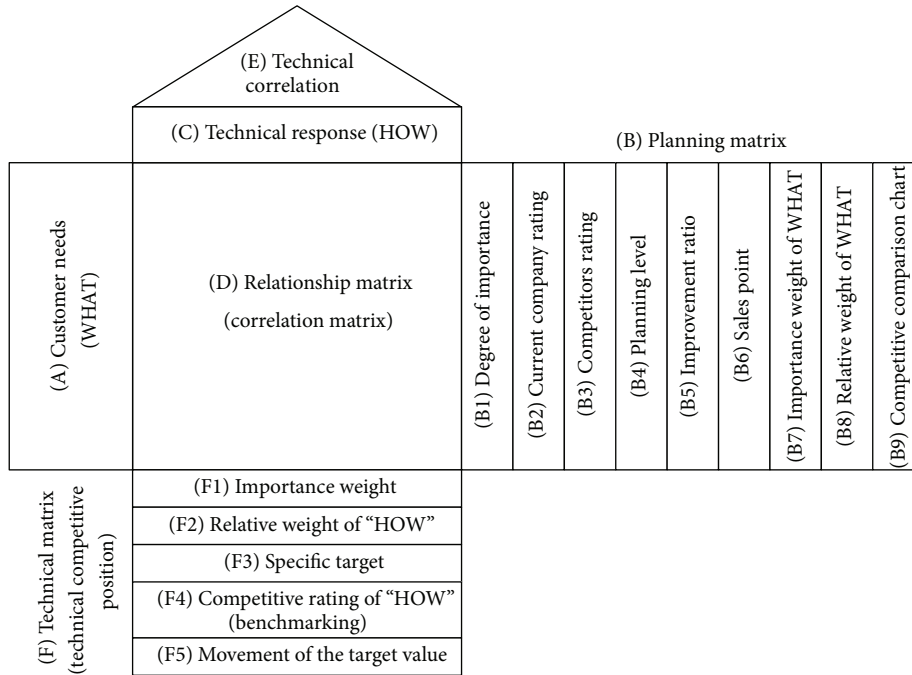 (E) Technical
correlation
(C) Technical response (HOW)
(B) Planning matrix
(A) Customer needs
(WHAT)
(D) Relationship matrix
(correlation matrix)
(B1) Degree of importance
(B2) Current company rating
(B3) Competitors rating
(B4) Planning level
(B5) Improvement ratio
(B6) Sales point
(B7) Importance weight of WHAT
(B8) Relative weight of WHAT
(B9) Competitive comparison chart
(F) Technical matrix
(technical competitive
position)
(F1) Importance weight
(F2) Relative weight of “HOW”
(F3) Specific target
(F4) Competitive rating of “HOW”
(benchmarking)
(F5) Movement of the target value